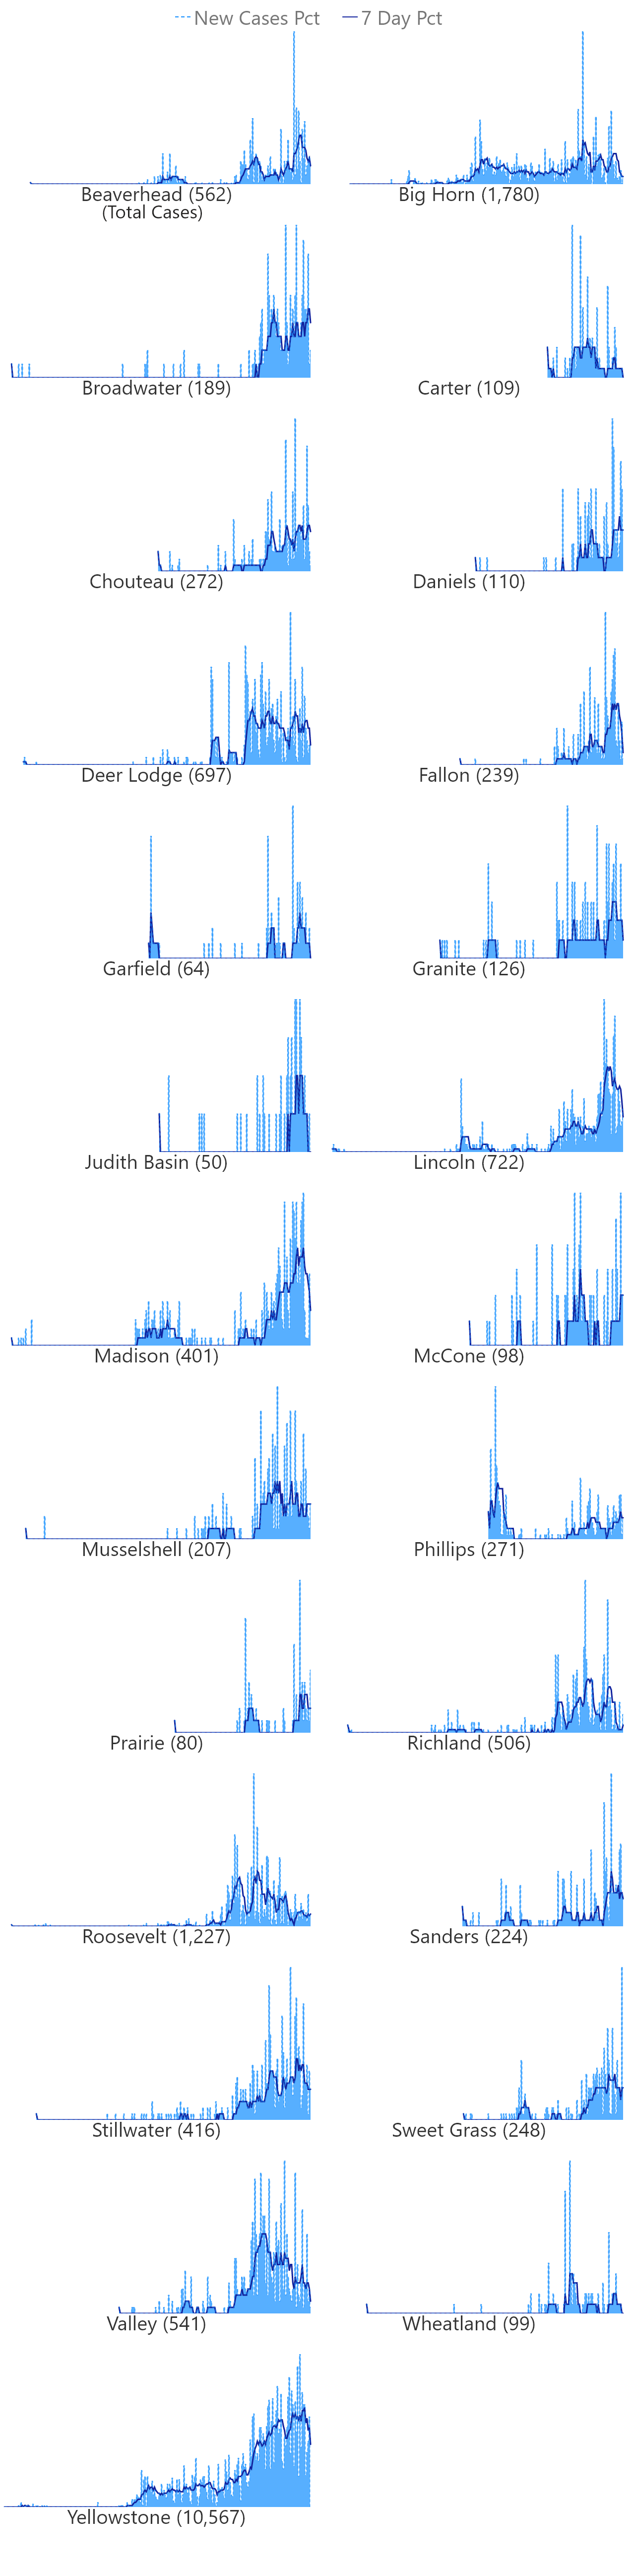 New Cases Pct 7 Day Pct
Beaverhead (562) Big Horn (1,780)
(Total Cases)
Broadwater (189) Carter (109)
Chouteau (272) Daniels (110)
Deer Lodge (697) Fallon (239)
Garfield (64) Granite (126)
Judith Basin (50) Lincoln (722)
Madison (401) McCone (98)
Musselshell (207) Phillips (271)
Prairie (80) Richland (506)
Roosevelt (1,227) Sanders (224)
Stillwater (416) Sweet Grass (248)
Valley (541) Wheatland (99)
Yellowstone (10,567)